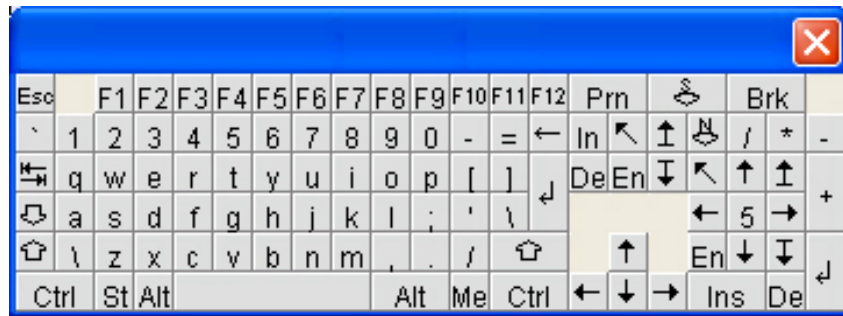 Esc F1 F2 F3 F4 F5 F6 F7 F8 F9 F10 F11 F12 Prn S Brk
` 1 2 3 4 5 6 7 8 9 0 - = ← In ↖ ↥ N / * -
↹ q w e r t y u i o p [ ] ↵ De En ↧ ↖ ↑ ↥ +
⇩ a s d f g h j k l ; ' \ ← 5 →
⇧ \ z x c v b n m , . / ⇧ ↑ En ↓ ↧ ↵
Ctrl St Alt Alt Me Ctrl ← ↓ → Ins De